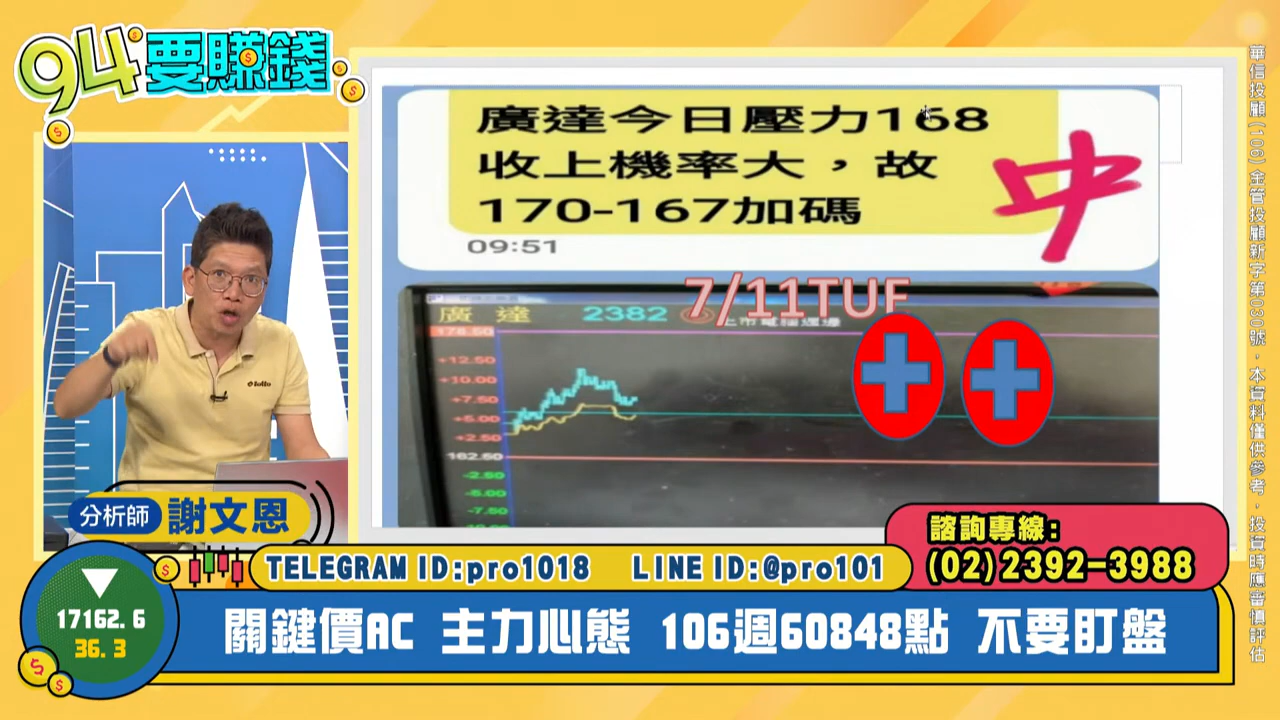 94要賺錢
廣達今日壓力168
收上機率大，故
170-167加碼
中
09:51
7/11TUE
廣達 2382
178.50
+12.50
+10.00
+7.50
+5.00
+2.50
162.50
-2.50
-5.00
-7.50
lotto
分析師 謝文恩
諮詢專線:
(02)2392-3988
TELEGRAM ID:pro1018 LINE ID:@pro101
17162.6
36.3
關鍵價AC 主力心態 106週60848點 不要盯盤
華信投顧(106)金管投顧新字第030號，本資料僅供參考，投資時應審慎評估